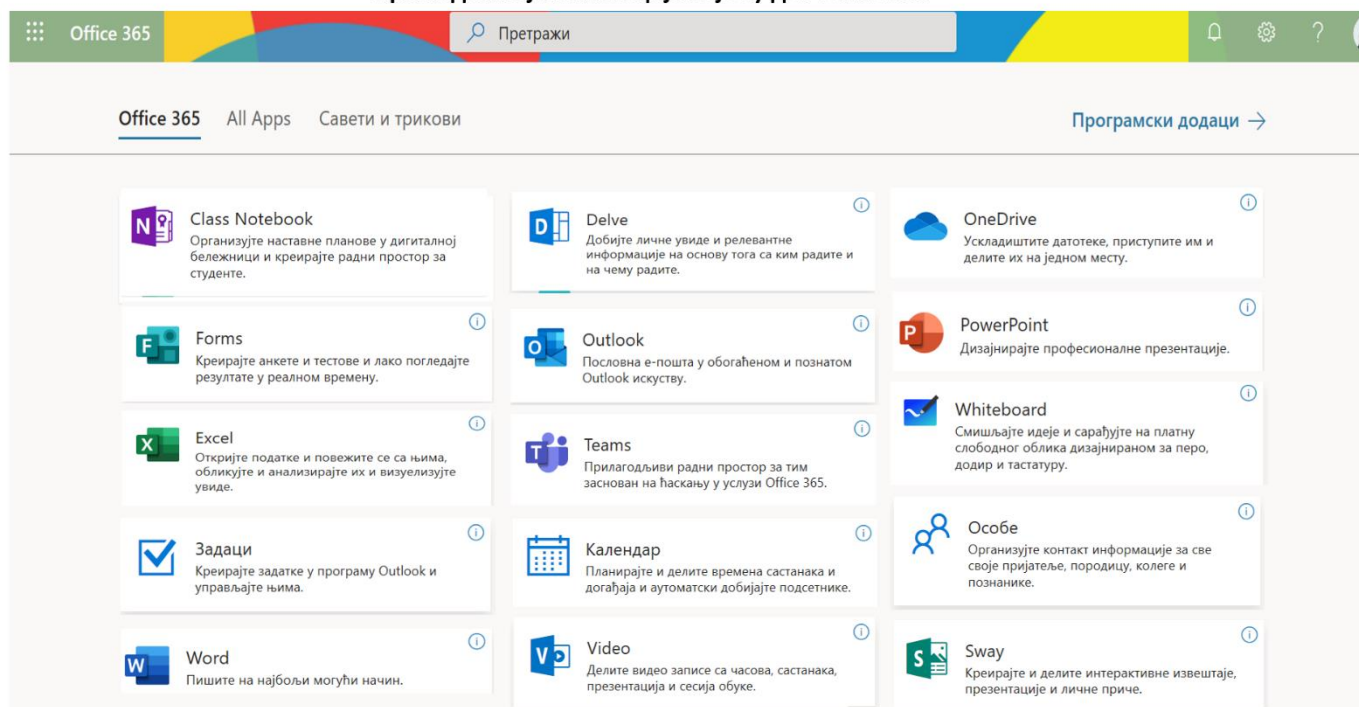 Office 365
Претражи
Office 365
All Apps
Савети и трикови
Програмски додаци →
Class Notebook
Организујте наставне планове у дигиталној
бележници и креирајте радни простор за
студенте.
Delve
Добијте личне увиде и релевантне
информације на основу тога са ким радите и
на чему радите.
OneDrive
Ускладиштите датотеке, приступите им и
делите их на једном месту.
Forms
Креирајте анкете и тестове и лако погледајте
резултате у реалном времену.
Outlook
Пословна е-пошта у обогаћеном и познатом
Outlook искуству.
PowerPoint
Дизајнирајте професионалне презентације.
Excel
Откријте податке и повежите се са њима,
обликујте и анализирајте их и визуелизујте
увиде.
Teams
Прилагодљиви радни простор за тим
заснован на ћаскању у услузи Office 365.
Whiteboard
Смишљајте идеје и сарађујте на платну
слободног облика дизајнираном за перо,
додир и тастатуру.
Задаци
Креирајте задатке у програму Outlook и
управљајте њима.
Календар
Планирајте и делите времена састанака и
догађаја и аутоматски добијајте подсетнике.
Особе
Организујте контакт информације за све
своје пријатеље, породицу, колеге и
познанике.
Word
Пишите на најбољи могући начин.
Video
Делите видео записе са часова, састанака,
презентација и сесија обуке.
Sway
Креирајте и делите интерактивне извештаје,
презентације и личне приче.